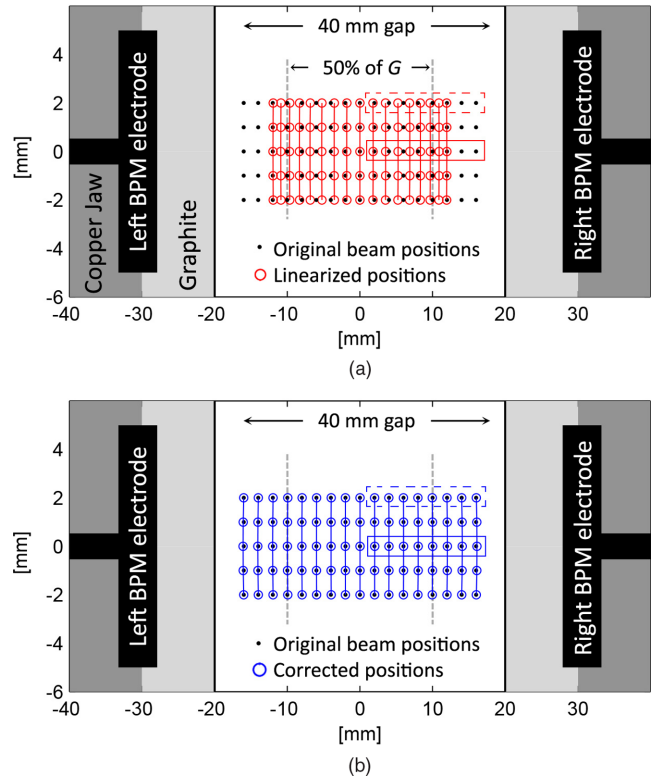 40 mm gap
50% of G
6
4
2
0
-2
-4
-6
[mm]
Copper Jaw
Left BPM electrode
Graphite
Right BPM electrode
Original beam positions
Linearized positions
-40 -30 -20 -10 0 10 20 30
[mm]
(a)
40 mm gap
6
4
2
0
-2
-4
-6
[mm]
Left BPM electrode
Right BPM electrode
Original beam positions
Corrected positions
-40 -30 -20 -10 0 10 20 30
[mm]
(b)